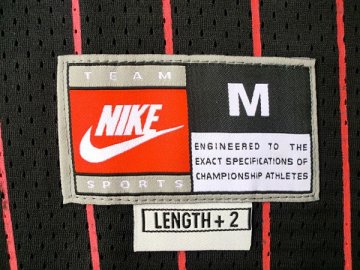 TEAM
NIKE
SPORTS
M
ENGINEERED TO THE
EXACT SPECIFICATIONS OF
CHAMPIONSHIP ATHLETES
LENGTH + 2